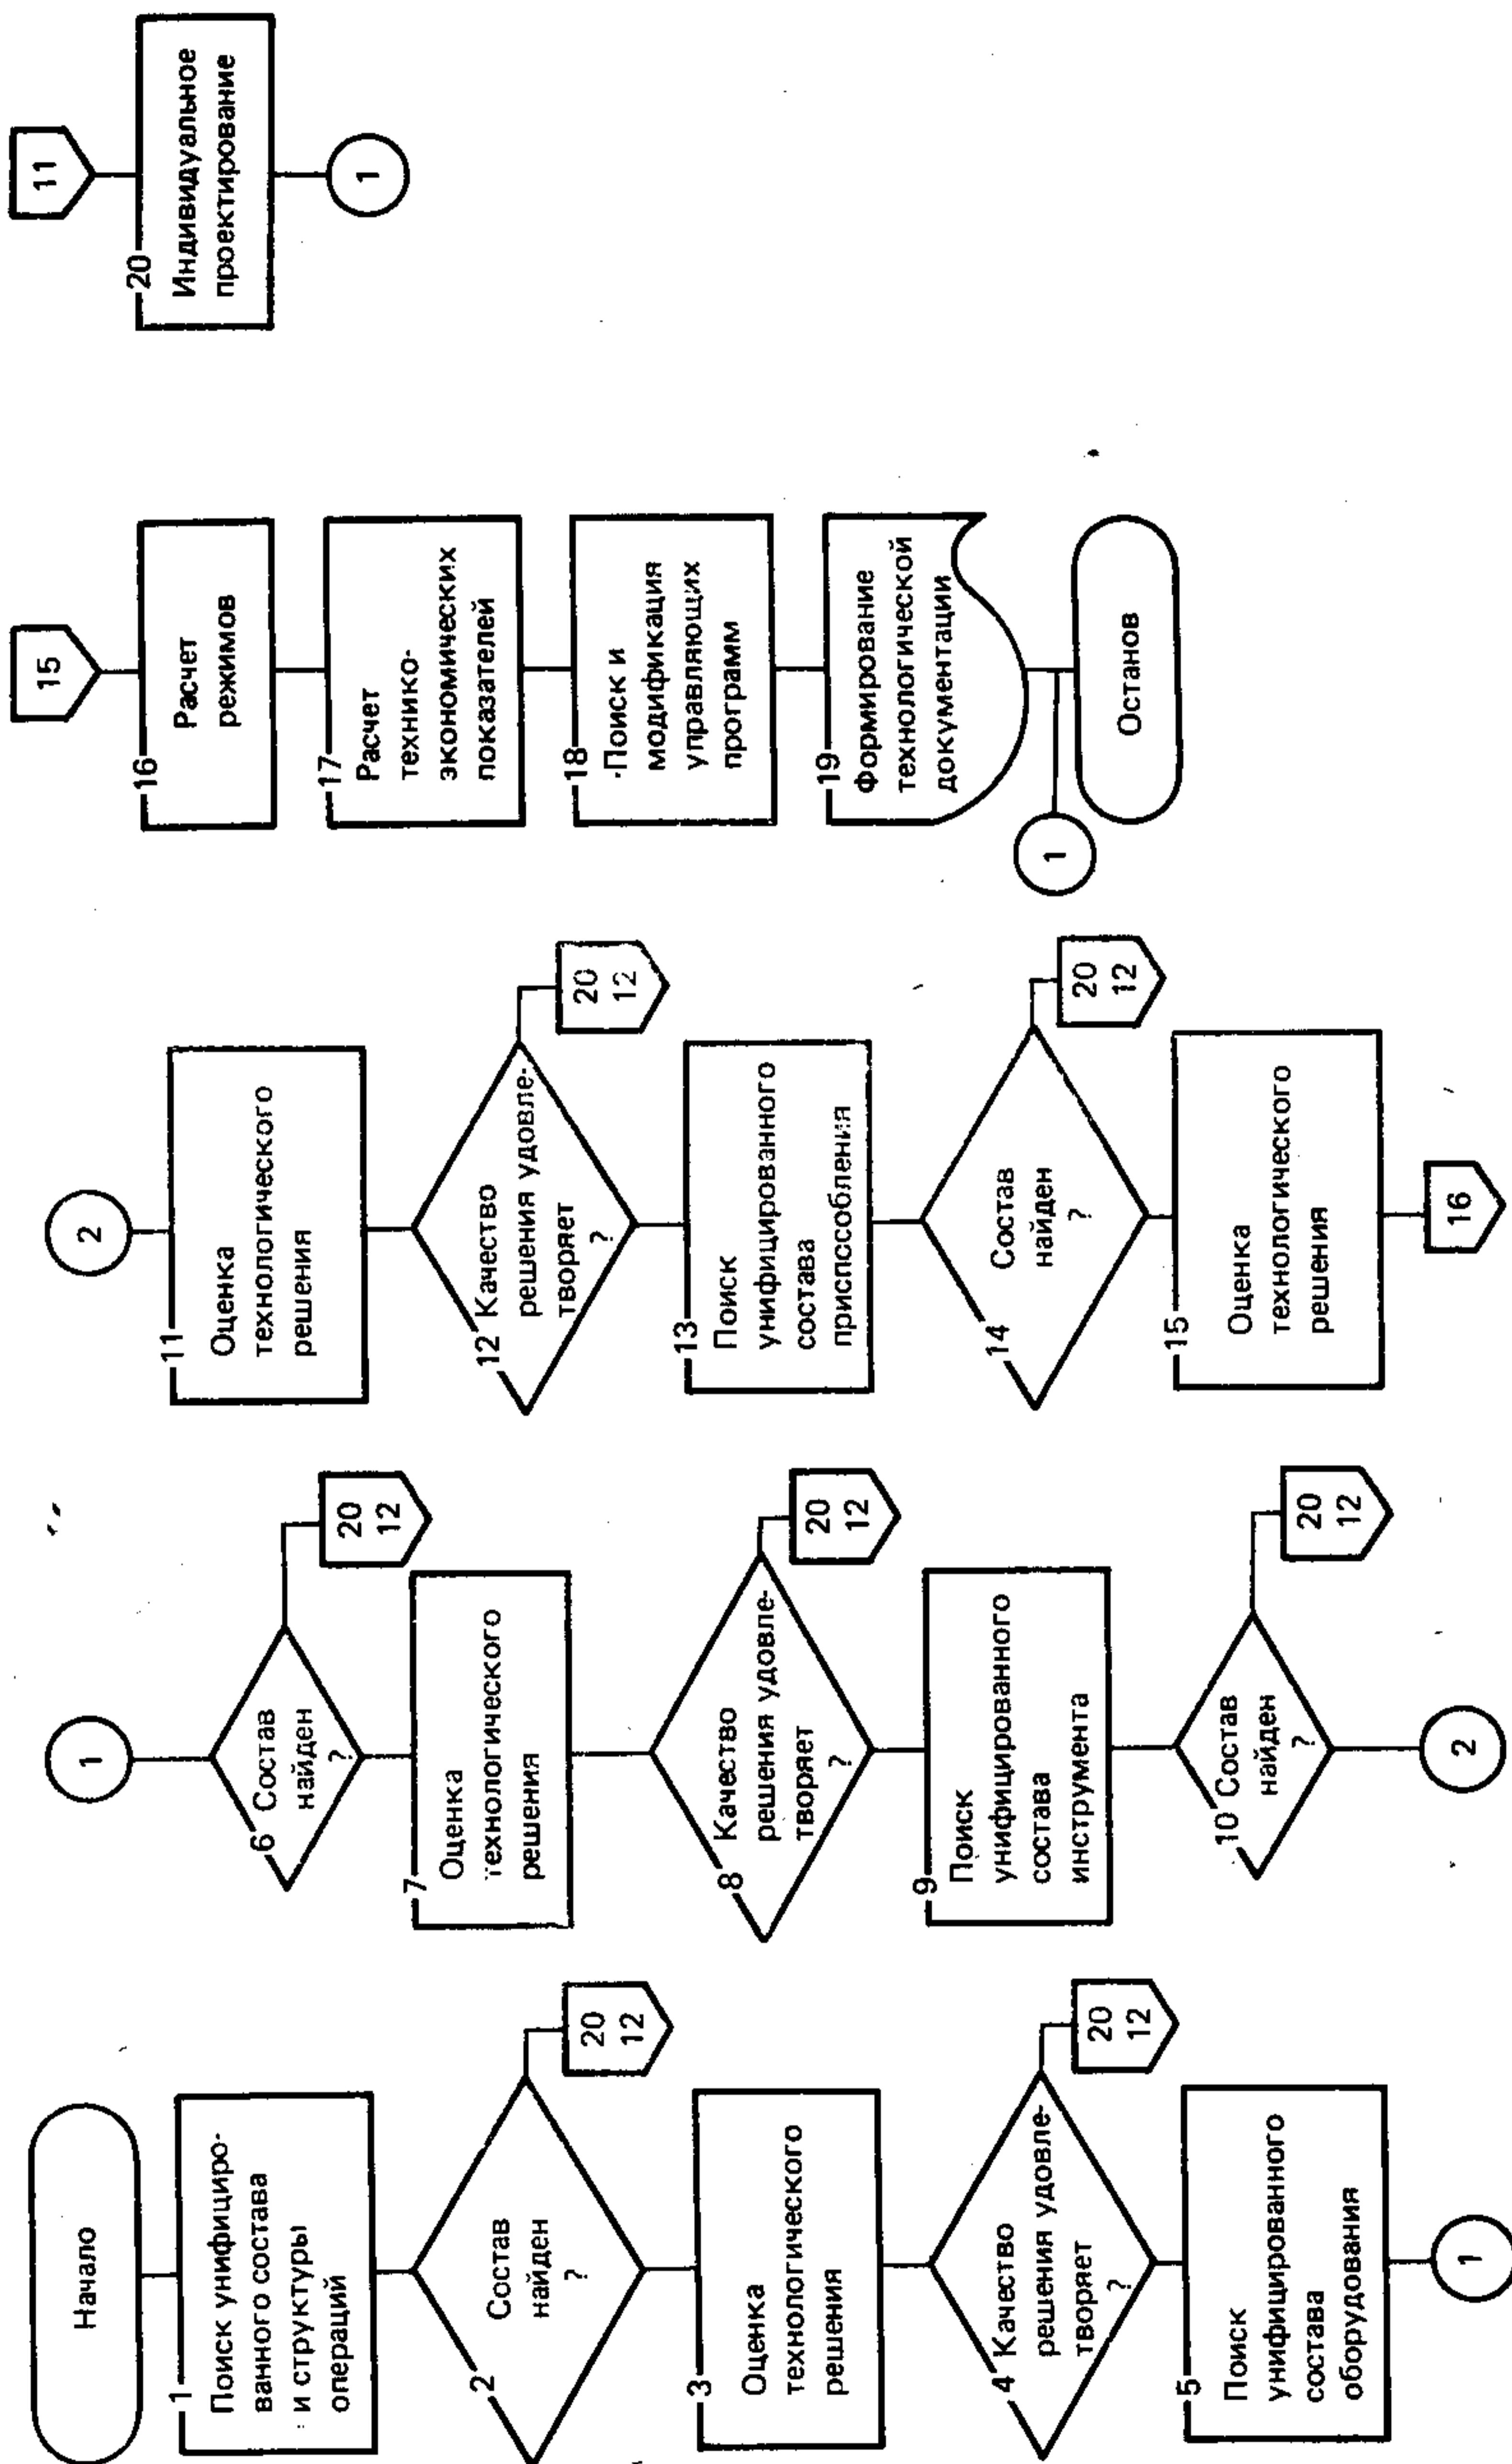 Начало
1
Поиск унифициро-
ванного состава
и структуры
операций
2
Состав
найден
?
20
12
3
Оценка
технологического
решения
4
Качество
решения удовле-
творяет
?
20
12
5
Поиск
унифицированного
состава
оборудования
1
1
6
Состав
найден
?
20
12
7
Оценка
технологического
решения
8
Качество
решения удовле-
творяет
?
20
12
9
Поиск
унифицированного
состава
инструмента
10
Состав
найден
?
20
12
2
2
11
Оценка
технологического
решения
12
Качество
решения удовле-
творяет
?
20
12
13
Поиск
унифицированного
состава
приспособления
14
Состав
найден
?
20
12
15
Оценка
технологического
решения
16
15
16
Расчет
режимов
17
Расчет
технико-
экономических
показателей
18
Поиск и
модификация
управляющих
программ
19
Формирование
технологической
документации
1
Останов
11
20
Индивидуальное
проектирование
1